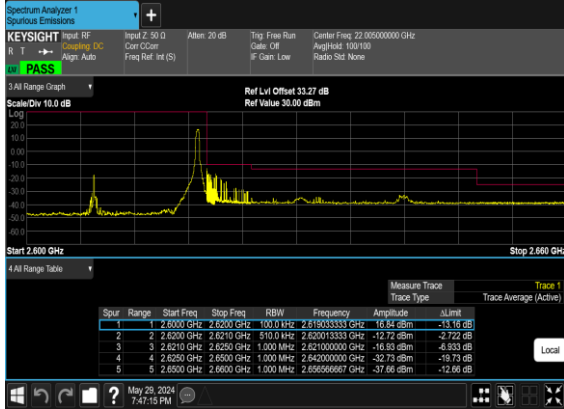 Spectrum Analyzer 1
Spurious Emissions
+
KEYSIGHT Input: RF Input Z: 50 Ω Atten: 20 dB Trig: Free Run Center Freq: 22.005000000 GHz
R T Coupling: DC Corr CCorr Gate: Off Avg|Hold: 100/100
Align: Auto Freq Ref: Int (S) IF Gain: Low Radio Std: None
PASS
3 All Range Graph
Ref Lvl Offset 33.27 dB
Scale/Div 10.0 dB Ref Value 30.00 dBm
Log
20.0
10.0
0.00
-10.0
-20.0
-30.0
-40.0
-50.0
-60.0
Start 2.600 GHz Stop 2.660 GHz
4 All Range Table
Measure Trace Trace 1
Trace Type Trace Average (Active)
Spur Range Start Freq Stop Freq RBW Frequency Amplitude ΔLimit
1 1 2.6000 GHz 2.6200 GHz 100.0 kHz 2.619033333 GHz 16.84 dBm -13.16 dB
2 2 2.6200 GHz 2.6210 GHz 510.0 kHz 2.620013333 GHz -12.72 dBm -2.722 dB
3 3 2.6210 GHz 2.6250 GHz 1.000 MHz 2.621000000 GHz -16.93 dBm -6.933 dB
4 4 2.6250 GHz 2.6500 GHz 1.000 MHz 2.642000000 GHz -32.73 dBm -19.73 dB
5 5 2.6500 GHz 2.6600 GHz 1.000 MHz 2.656566667 GHz -37.66 dBm -12.66 dB
Local
? May 29, 2024
7:47:15 PM